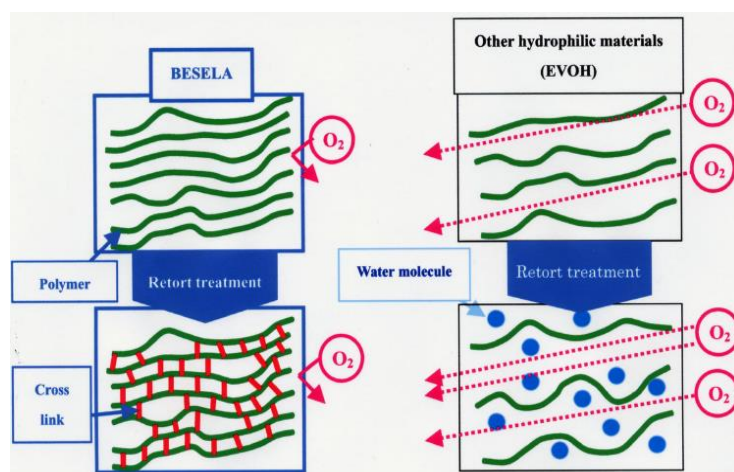 BESELA
Other hydrophilic materials
(EVOH)
O₂
O₂
O₂
Polymer
Retort treatment
Water molecule
Retort treatment
Cross
link
O₂
O₂
O₂